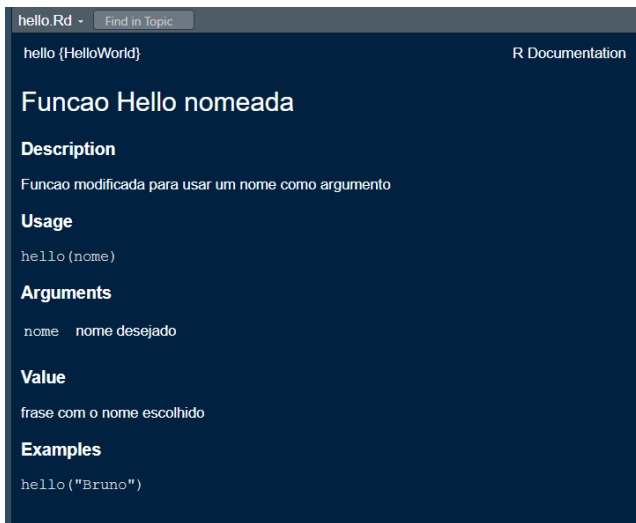 hello.Rd
Find in Topic
hello {HelloWorld} R Documentation
Funcao Hello nomeada
Description
Funcao modificada para usar um nome como argumento
Usage
hello(nome)
Arguments
nome nome desejado
Value
frase com o nome escolhido
Examples
hello("Bruno")